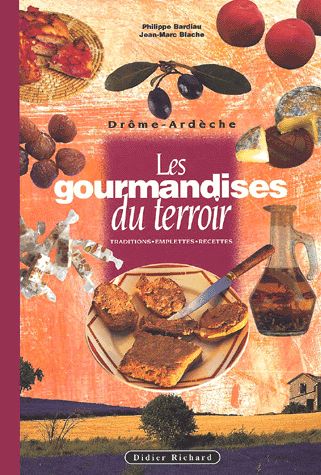 Philippe Bardiau
Jean-Marc Blache
Drôme-Ardèche
Les
gourmandises
du terroir
TRADITIONS•EMPLETTES•RECETTES
Didier Richard